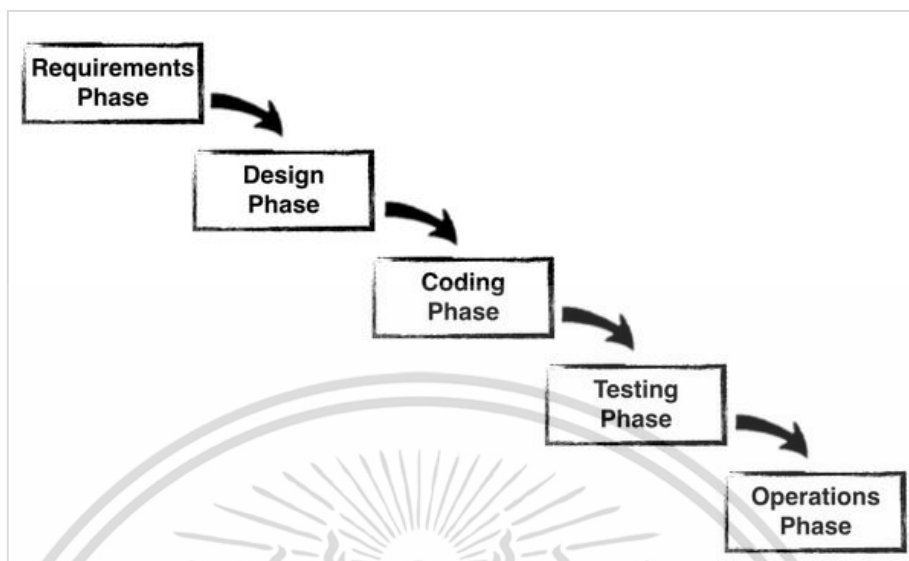 Requirements
Phase
Design
Phase
Coding
Phase
Testing
Phase
Operations
Phase